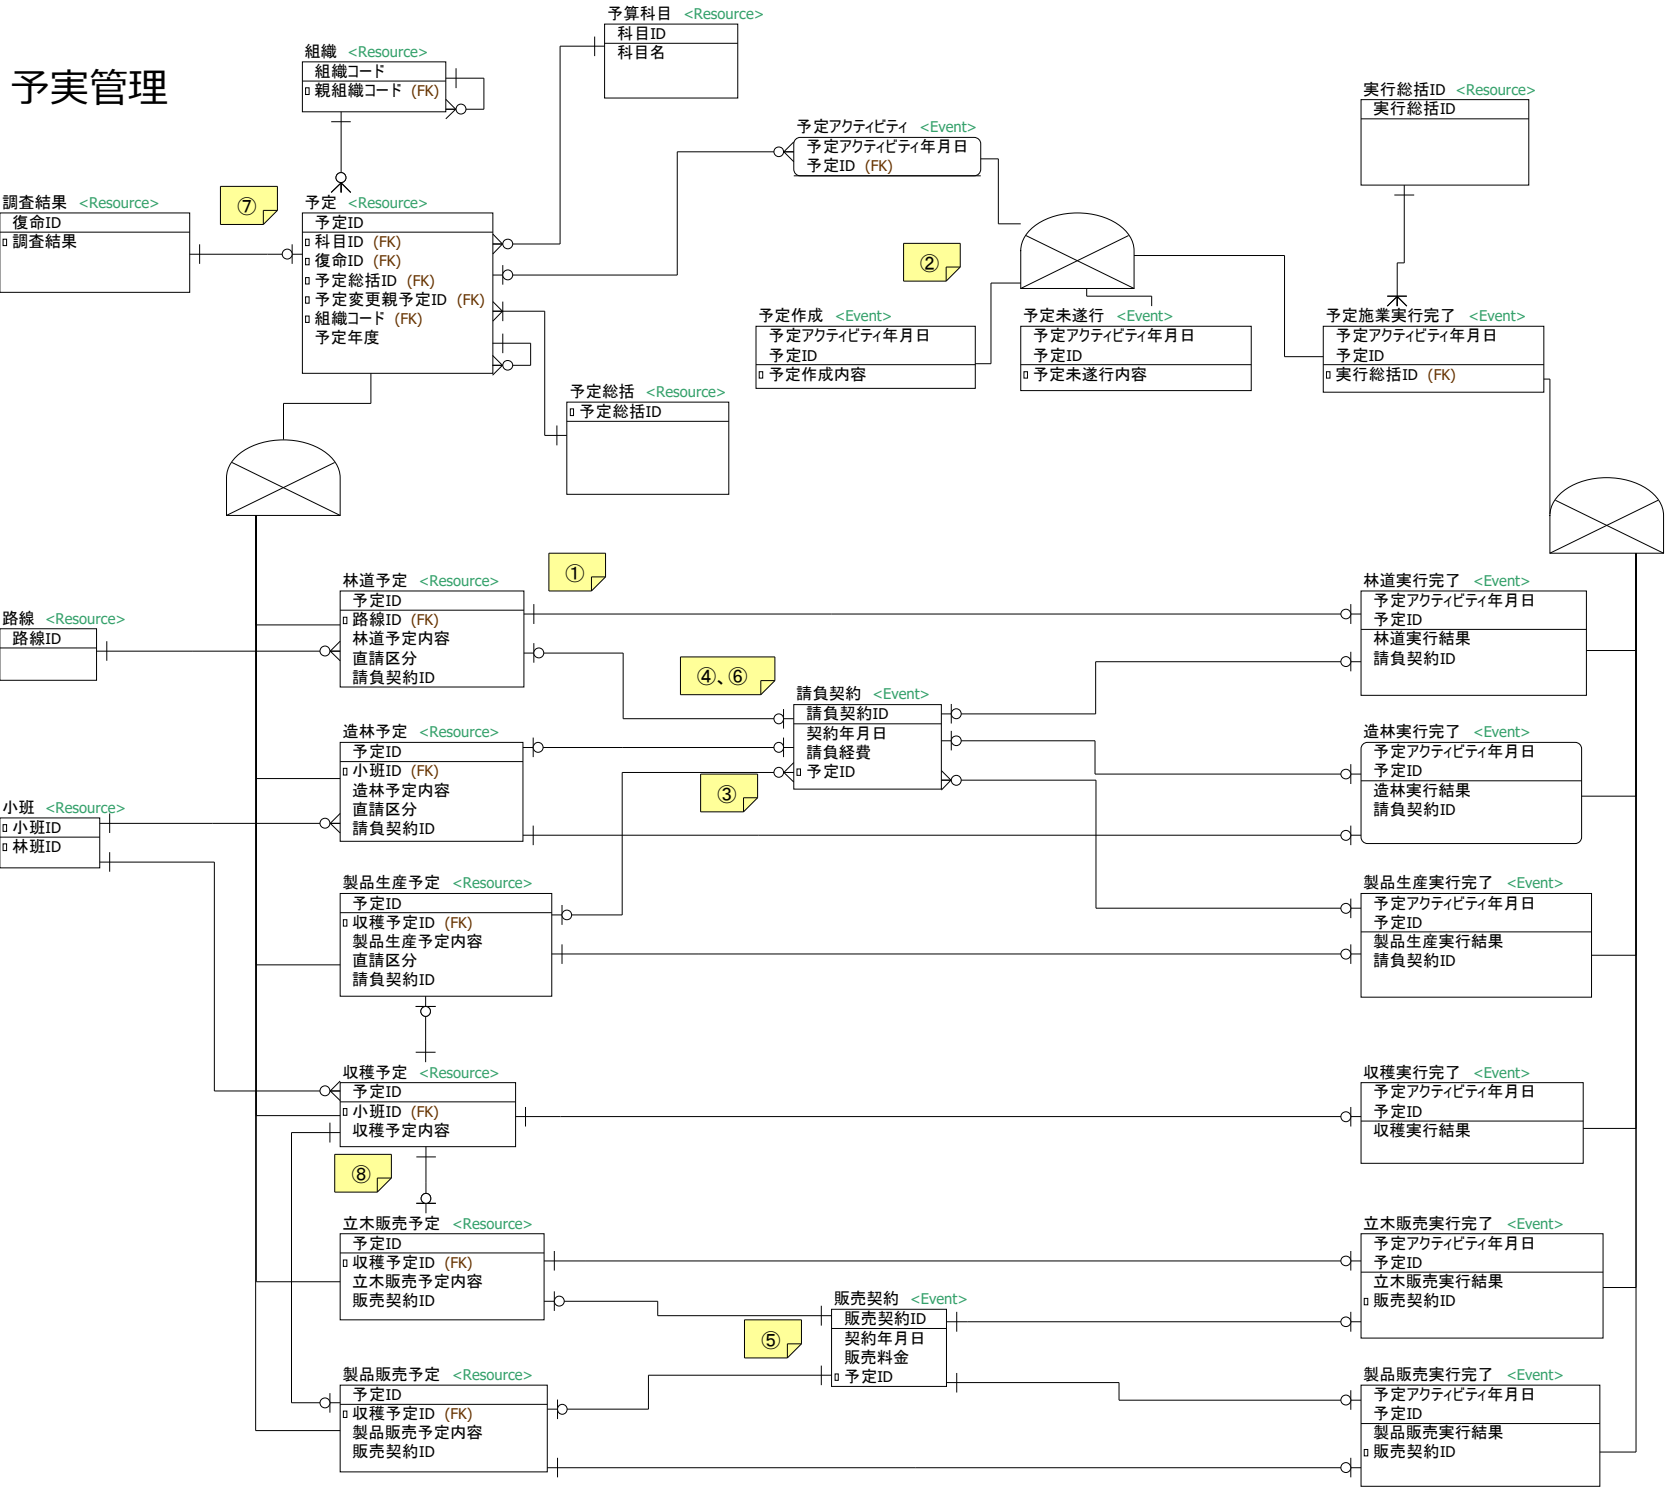 予実管理
予算科目 <Resource>
科目ID
科目名
組織 <Resource>
組織コード
親組織コード (FK)
実行総括ID <Resource>
実行総括ID
予定アクティビティ <Event>
予定アクティビティ年月日
予定ID (FK)
調査結果 <Resource>
復命ID
調査結果
⑦
予定 <Resource>
予定ID
科目ID (FK)
復命ID (FK)
予定総括ID (FK)
予定変更親予定ID (FK)
組織コード (FK)
予定年度
②
予定作成 <Event>
予定アクティビティ年月日
予定ID
予定作成内容
予定未遂行 <Event>
予定アクティビティ年月日
予定ID
予定未遂行内容
予定施業実行完了 <Event>
予定アクティビティ年月日
予定ID
実行総括ID (FK)
予定総括 <Resource>
予定総括ID
①
林道予定 <Resource>
予定ID
路線ID (FK)
林道予定内容
直請区分
請負契約ID
林道実行完了 <Event>
予定アクティビティ年月日
予定ID
林道実行結果
請負契約ID
路線 <Resource>
路線ID
④、⑥
請負契約 <Event>
請負契約ID
契約年月日
請負経費
予定ID
③
造林予定 <Resource>
予定ID
小班ID (FK)
造林予定内容
直請区分
請負契約ID
造林実行完了 <Event>
予定アクティビティ年月日
予定ID
造林実行結果
請負契約ID
小班 <Resource>
小班ID
林班ID
製品生産予定 <Resource>
予定ID
収穫予定ID (FK)
製品生産予定内容
直請区分
請負契約ID
製品生産実行完了 <Event>
予定アクティビティ年月日
予定ID
製品生産実行結果
請負契約ID
収穫予定 <Resource>
予定ID
小班ID (FK)
収穫予定内容
収穫実行完了 <Event>
予定アクティビティ年月日
予定ID
収穫実行結果
⑧
立木販売予定 <Resource>
予定ID
収穫予定ID (FK)
立木販売予定内容
販売契約ID
立木販売実行完了 <Event>
予定アクティビティ年月日
予定ID
立木販売実行結果
販売契約ID
⑤
販売契約 <Event>
販売契約ID
契約年月日
販売料金
予定ID
製品販売予定 <Resource>
予定ID
収穫予定ID (FK)
製品販売予定内容
販売契約ID
製品販売実行完了 <Event>
予定アクティビティ年月日
予定ID
製品販売実行結果
販売契約ID